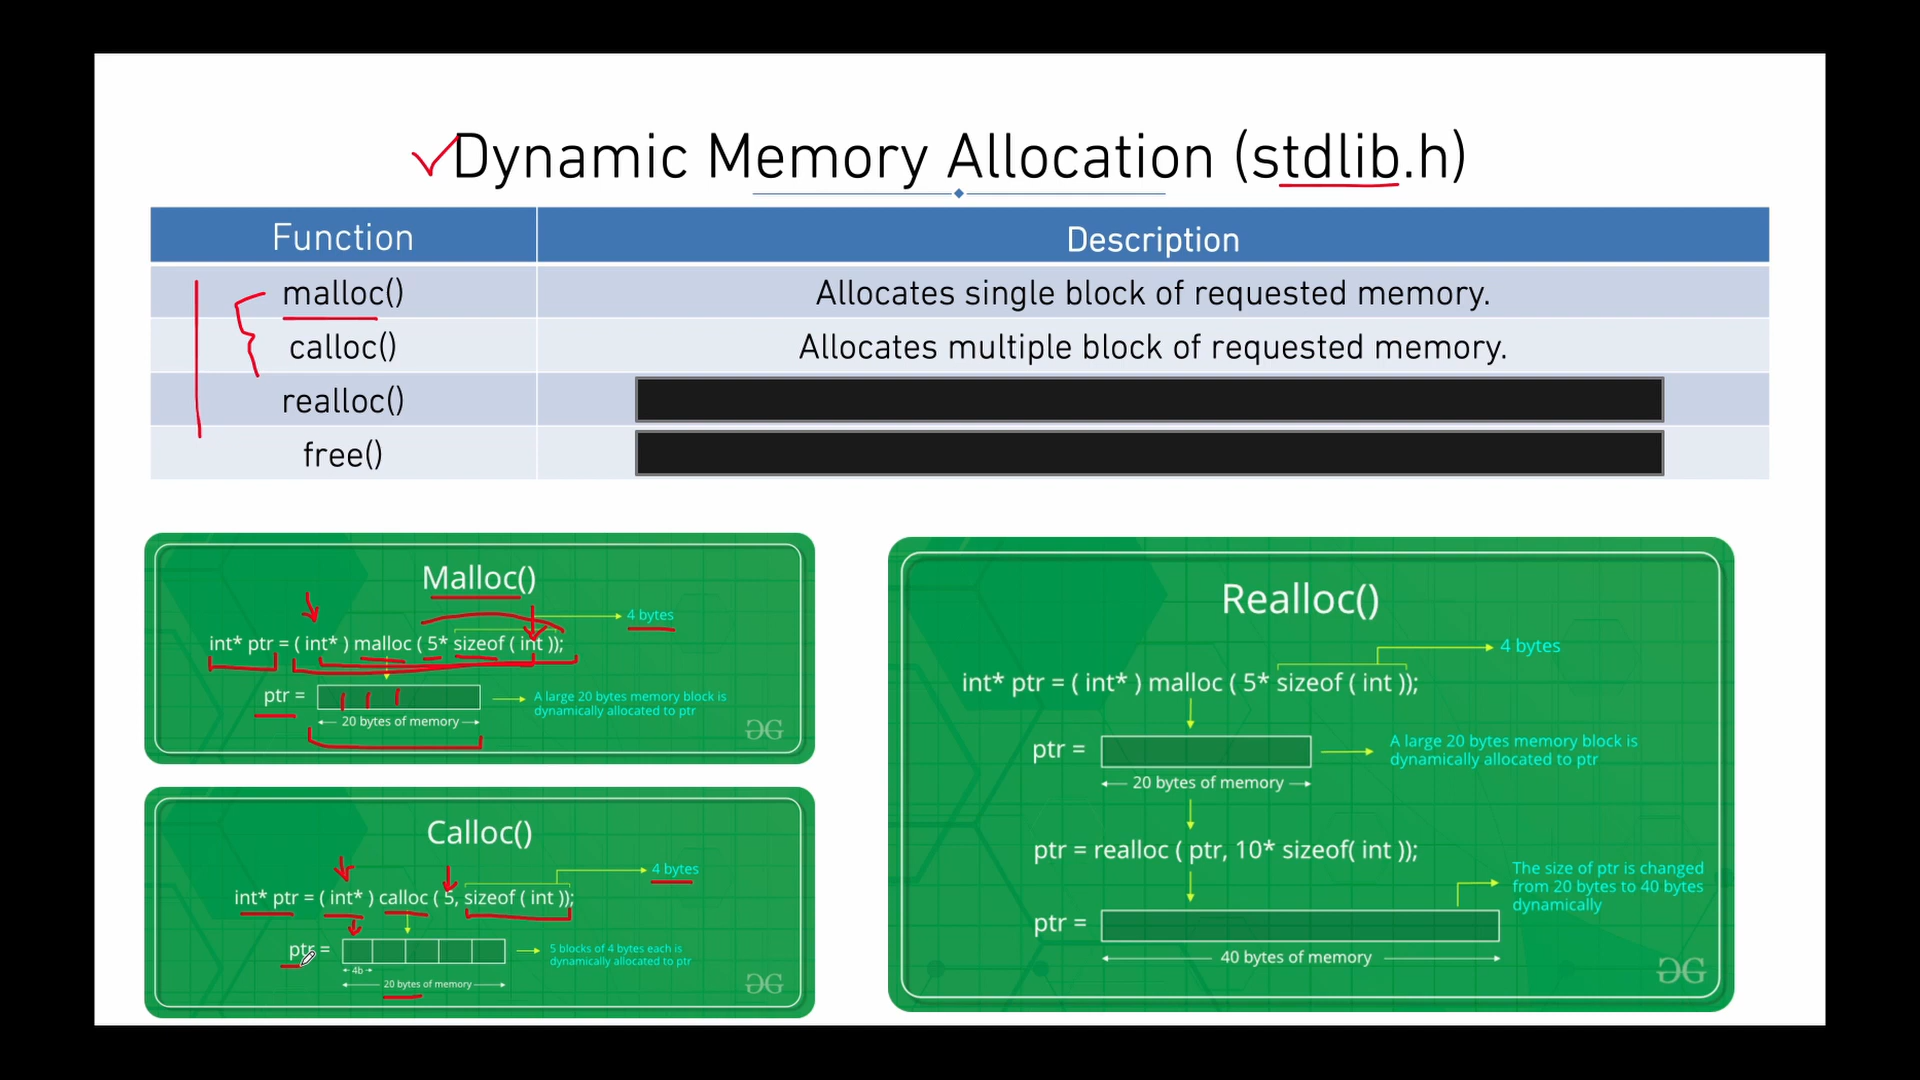 Dynamic Memory Allocation (stdlib.h)
Function
Description
malloc()
Allocates single block of requested memory.
calloc()
Allocates multiple block of requested memory.
realloc()
free()
Malloc()
4 bytes
int* ptr = ( int* ) malloc ( 5* sizeof ( int ));
ptr =
A large 20 bytes memory block is
dynamically allocated to ptr
20 bytes of memory
Calloc()
4 bytes
int* ptr = ( int* ) calloc ( 5, sizeof ( int ));
ptr =
5 blocks of 4 bytes each is
dynamically allocated to ptr
4b
20 bytes of memory
Realloc()
4 bytes
int* ptr = ( int* ) malloc ( 5* sizeof ( int ));
ptr =
A large 20 bytes memory block is
dynamically allocated to ptr
20 bytes of memory
ptr = realloc ( ptr, 10* sizeof( int ));
The size of ptr is changed
from 20 bytes to 40 bytes
dynamically
ptr =
40 bytes of memory